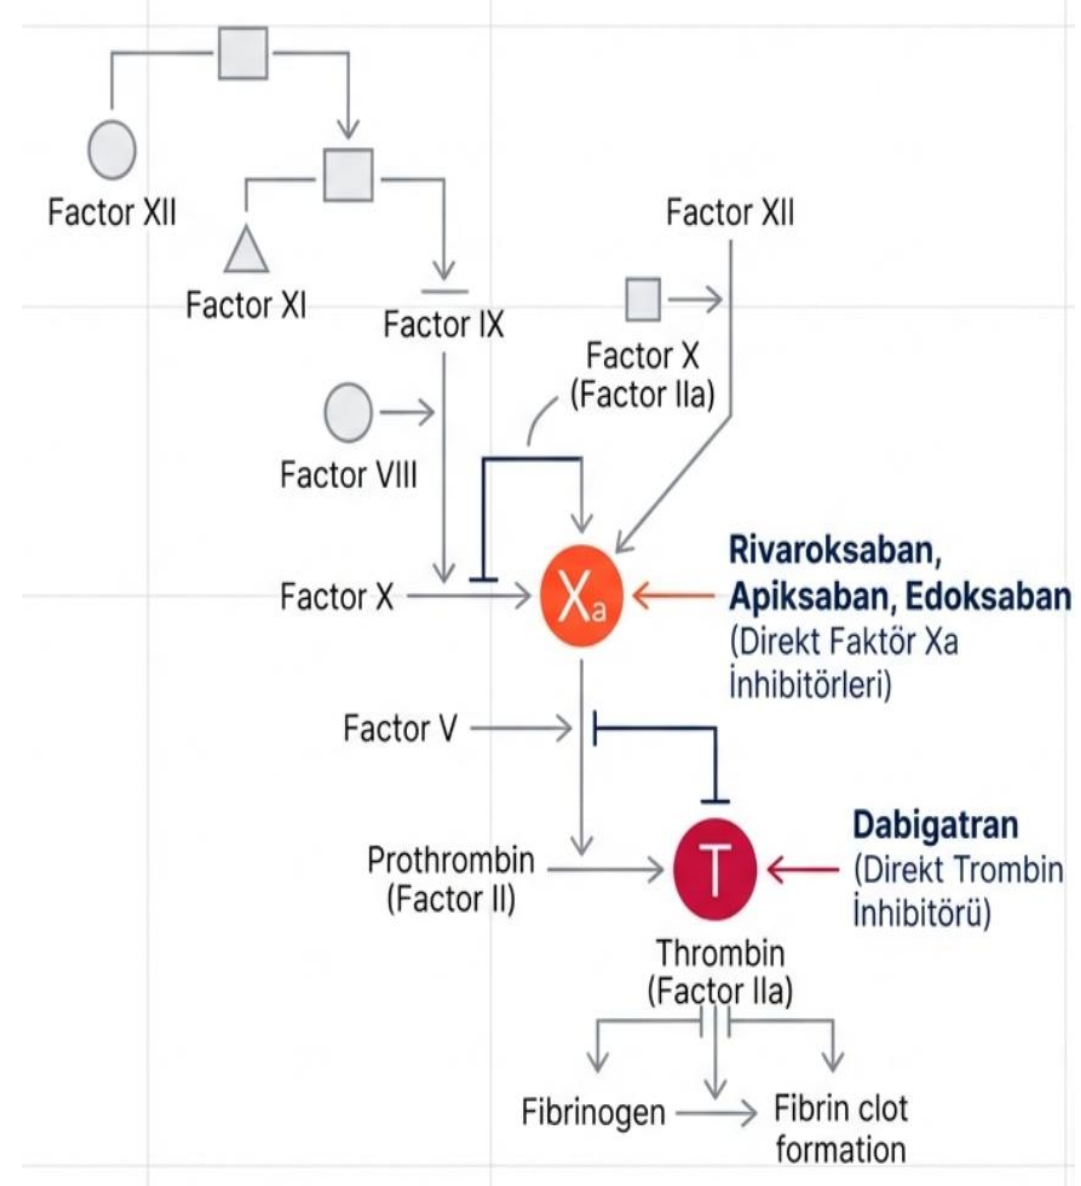 Factor XII
Factor XI
Factor IX
Factor XII
Factor X
(Factor IIa)
Factor VIII
Factor X
Xa
Rivaroksaban,
Apiksaban, Edoksaban
(Direkt Faktör Xa
İnhibitörleri)
Factor V
Prothrombin
(Factor II)
T
Dabigatran
(Direkt Trombin
İnhibitörü)
Thrombin
(Factor IIa)
Fibrinogen
Fibrin clot
formation